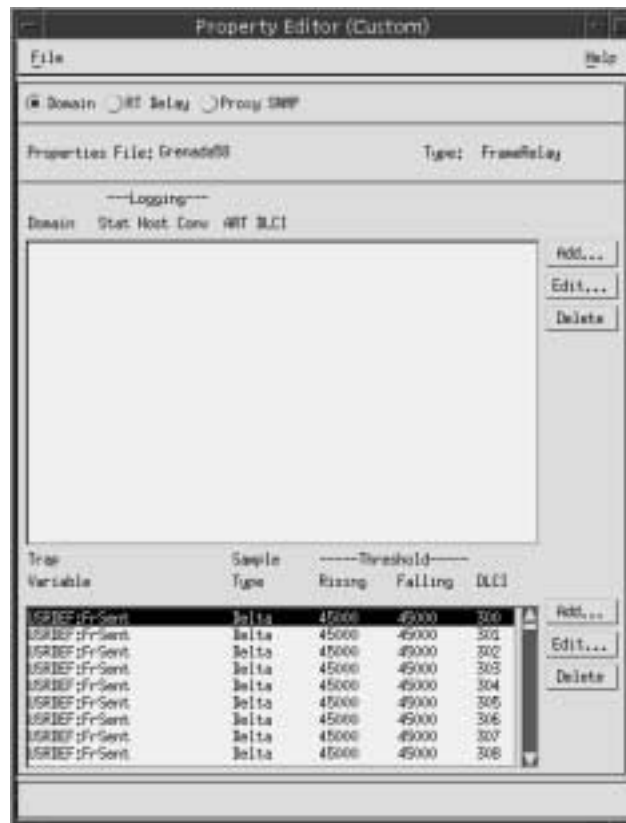 Property Editor (Custom)
File Help
Domain RT Delay Proxy SNMP
Properties File: Grenada50 Type: FrameRelay
---Logging---
Domain Stat Host Conv ART DLCI
Add...
Edit...
Delete
Trap Sample -----Threshold-----
Variable Type Rising Falling DLCI
USRDEF:FrSent Delta 45000 45000 300
USRDEF:FrSent Delta 45000 45000 301
USRDEF:FrSent Delta 45000 45000 302
USRDEF:FrSent Delta 45000 45000 303
USRDEF:FrSent Delta 45000 45000 304
USRDEF:FrSent Delta 45000 45000 305
USRDEF:FrSent Delta 45000 45000 306
USRDEF:FrSent Delta 45000 45000 307
USRDEF:FrSent Delta 45000 45000 308
Add...
Edit...
Delete